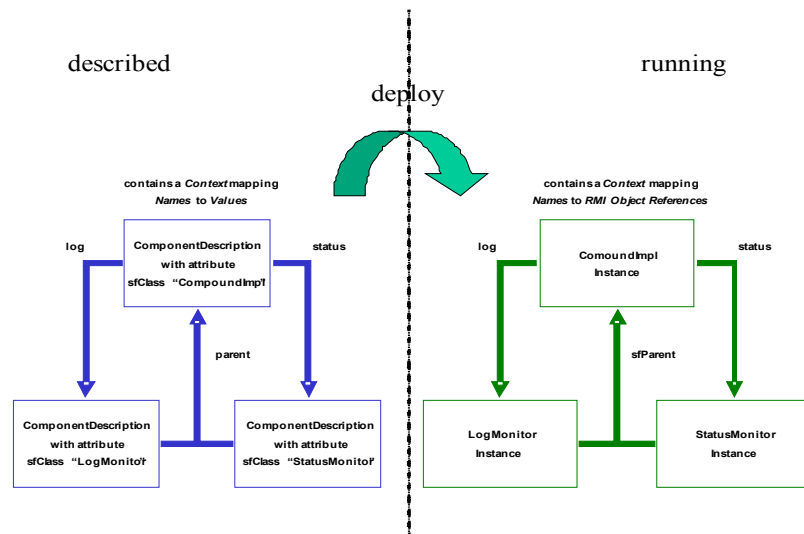 described
running
deploy
contains a Context mapping
Names to Values
contains a Context mapping
Names to RMI Object References
log
ComponentDescription
with attribute
sfClass “CompoundImpl”
status
log
ComoundImpl
Instance
status
parent
sfParent
ComponentDescription
with attribute
sfClass “LogMonitor”
ComponentDescription
with attribute
sfClass “StatusMonitor”
LogMonitor
Instance
StatusMonitor
Instance